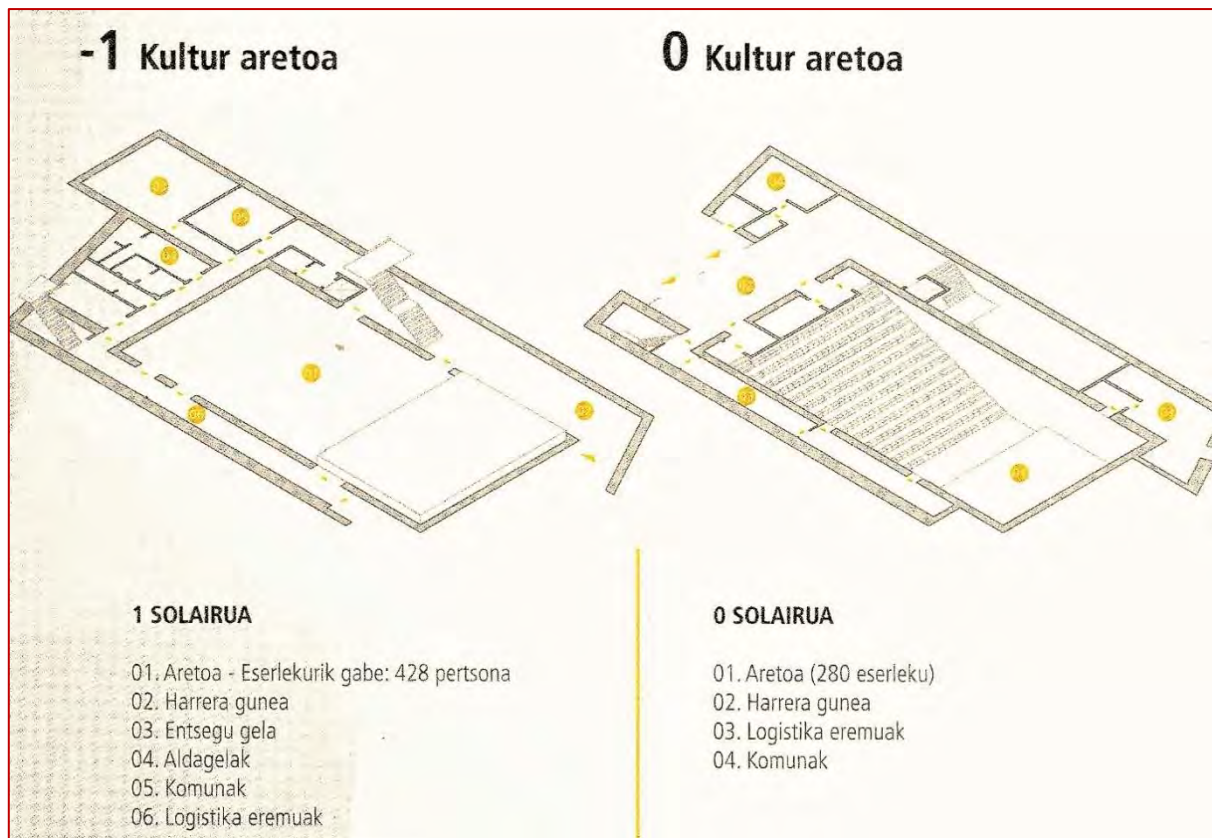 -1 Kultur aretoa
0 Kultur aretoa
1 SOLAIRUA
01. Aretoa - Eserlekurik gabe: 428 pertsona
02. Harrera gunea
03. Entsegu gela
04. Aldagelak
05. Komunak
06. Logistika eremuak
0 SOLAIRUA
01. Aretoa (280 eserleku)
02. Harrera gunea
03. Logistika eremuak
04. Komunak